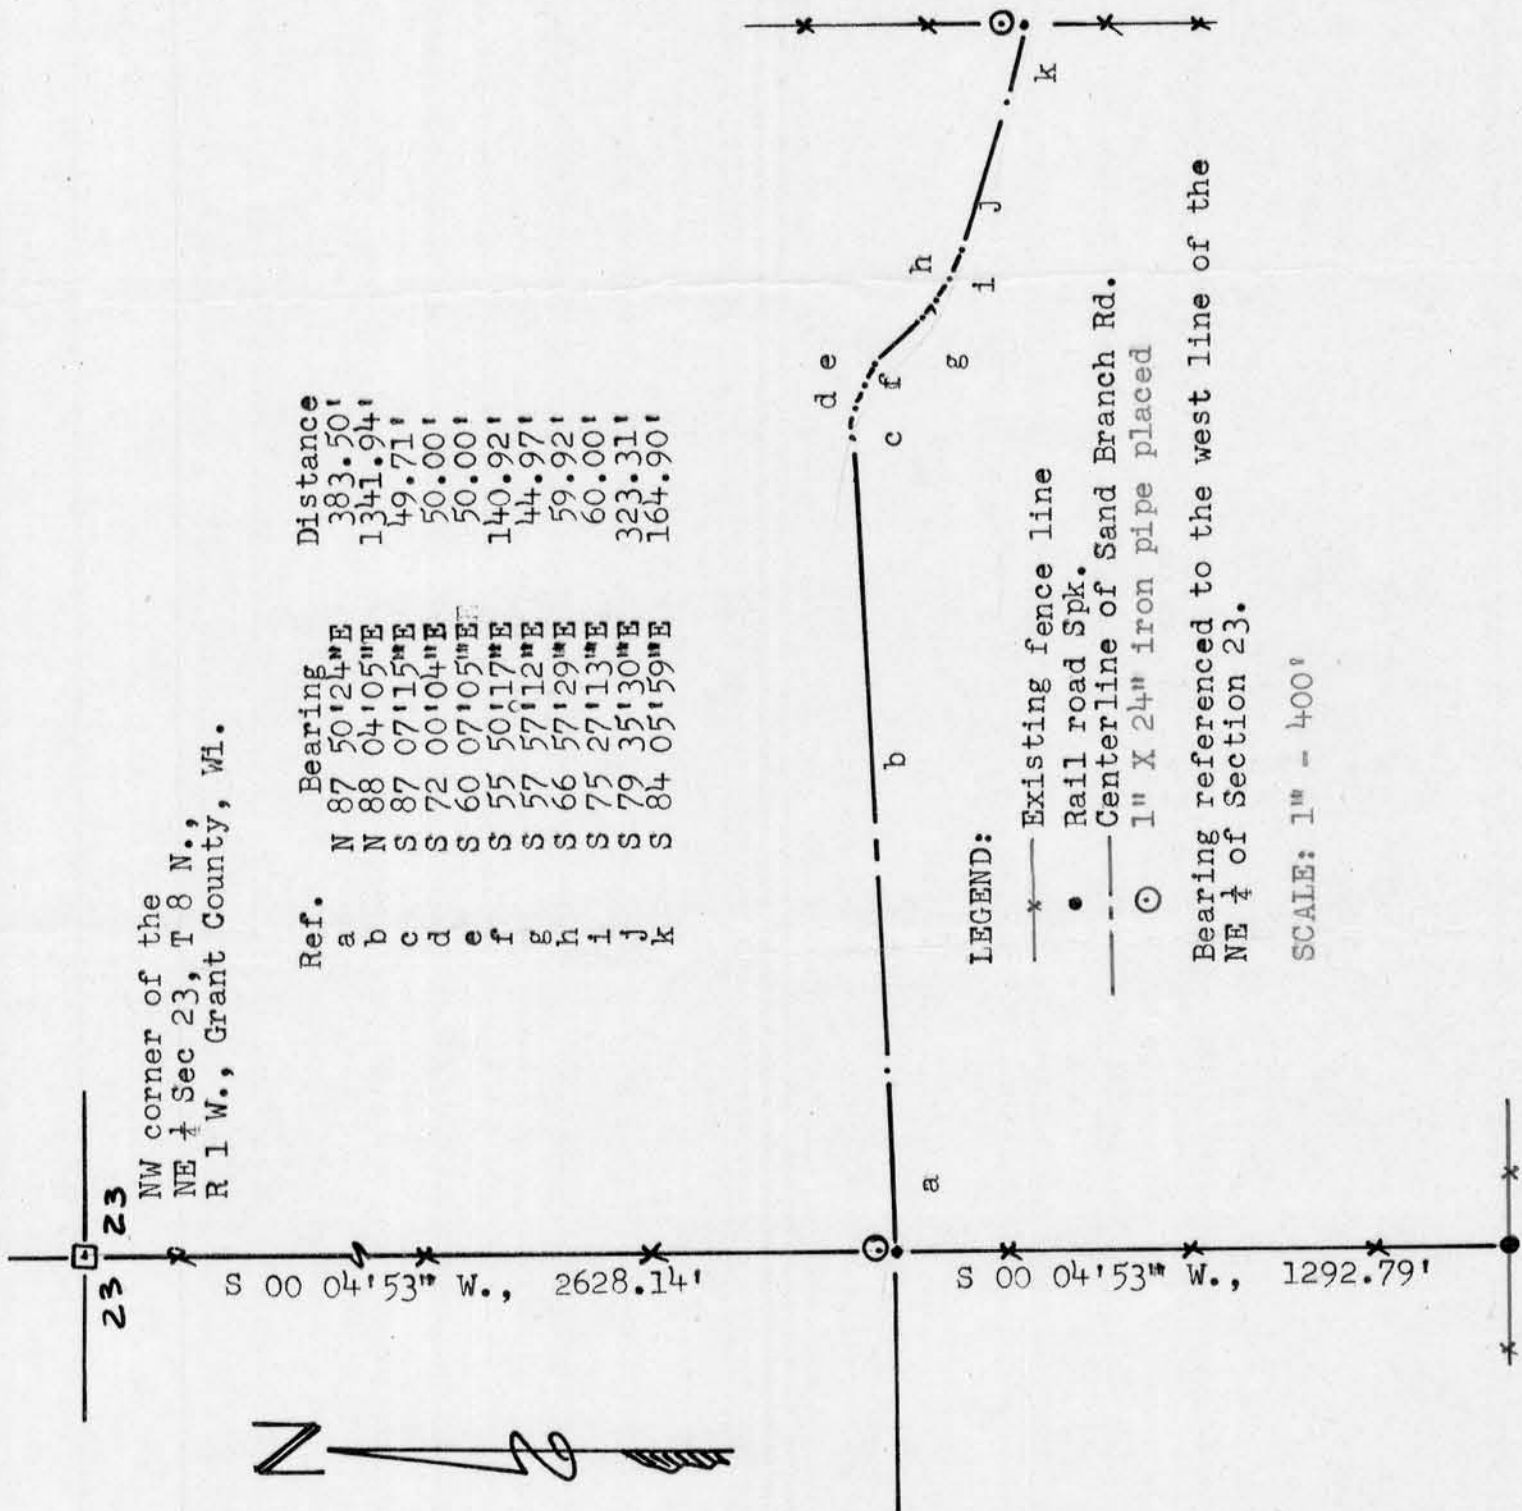 23 23
NW corner of the
NE ¼ Sec 23, T 8 N.,
R 1 W., Grant County, Wi.
Ref. Bearing Distance
a N 87 50'24"E 383.50'
b N 88 04'05"E 1341.94'
c S 87 07'15"E 49.71'
d S 72 00'04"E 50.00'
e S 60 07'05"E 50.00'
f S 55 50'17"E 140.92'
g S 57 57'12"E 44.97'
h S 66 57'29"E 59.92'
i S 75 27'13"E 60.00'
j S 79 35'30"E 323.31'
k S 84 05'59"E 164.90'
S 00 04'53" W., 2628.14'
N
a
b
c
d e
f
g
h
i
j
k
S 00 04'53" W., 1292.79'
LEGEND:
Existing fence line
Rail road Spk.
Centerline of Sand Branch Rd.
1" X 24" iron pipe placed
Bearing referenced to the west line of the
NE ¼ of Section 23.
SCALE: 1" - 400'